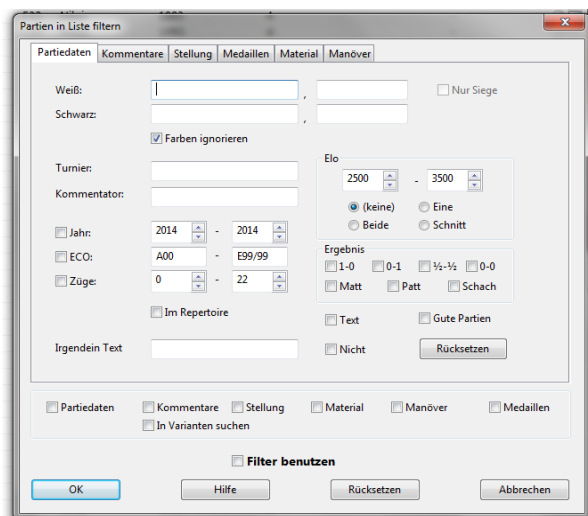 Partien in Liste filtern
Partiedaten Kommentare Stellung Medaillen Material Manöver
Weiß: , Nur Siege
Schwarz: ,
Farben ignorieren
Elo
Turnier: 2500 - 3500
Kommentator: (keine) Eine
Beide Schnitt
Jahr: 2014 - 2014
ECO: A00 - E99/99
Ergebnis
1-0 0-1 ½-½ 0-0
Züge: 0 - 22
Matt Patt Schach
Im Repertoire
Text Gute Partien
Irgendein Text Nicht Rücksetzen
Partiedaten Kommentare Stellung Material Manöver Medaillen
In Varianten suchen
Filter benutzen
OK Hilfe Rücksetzen Abbrechen